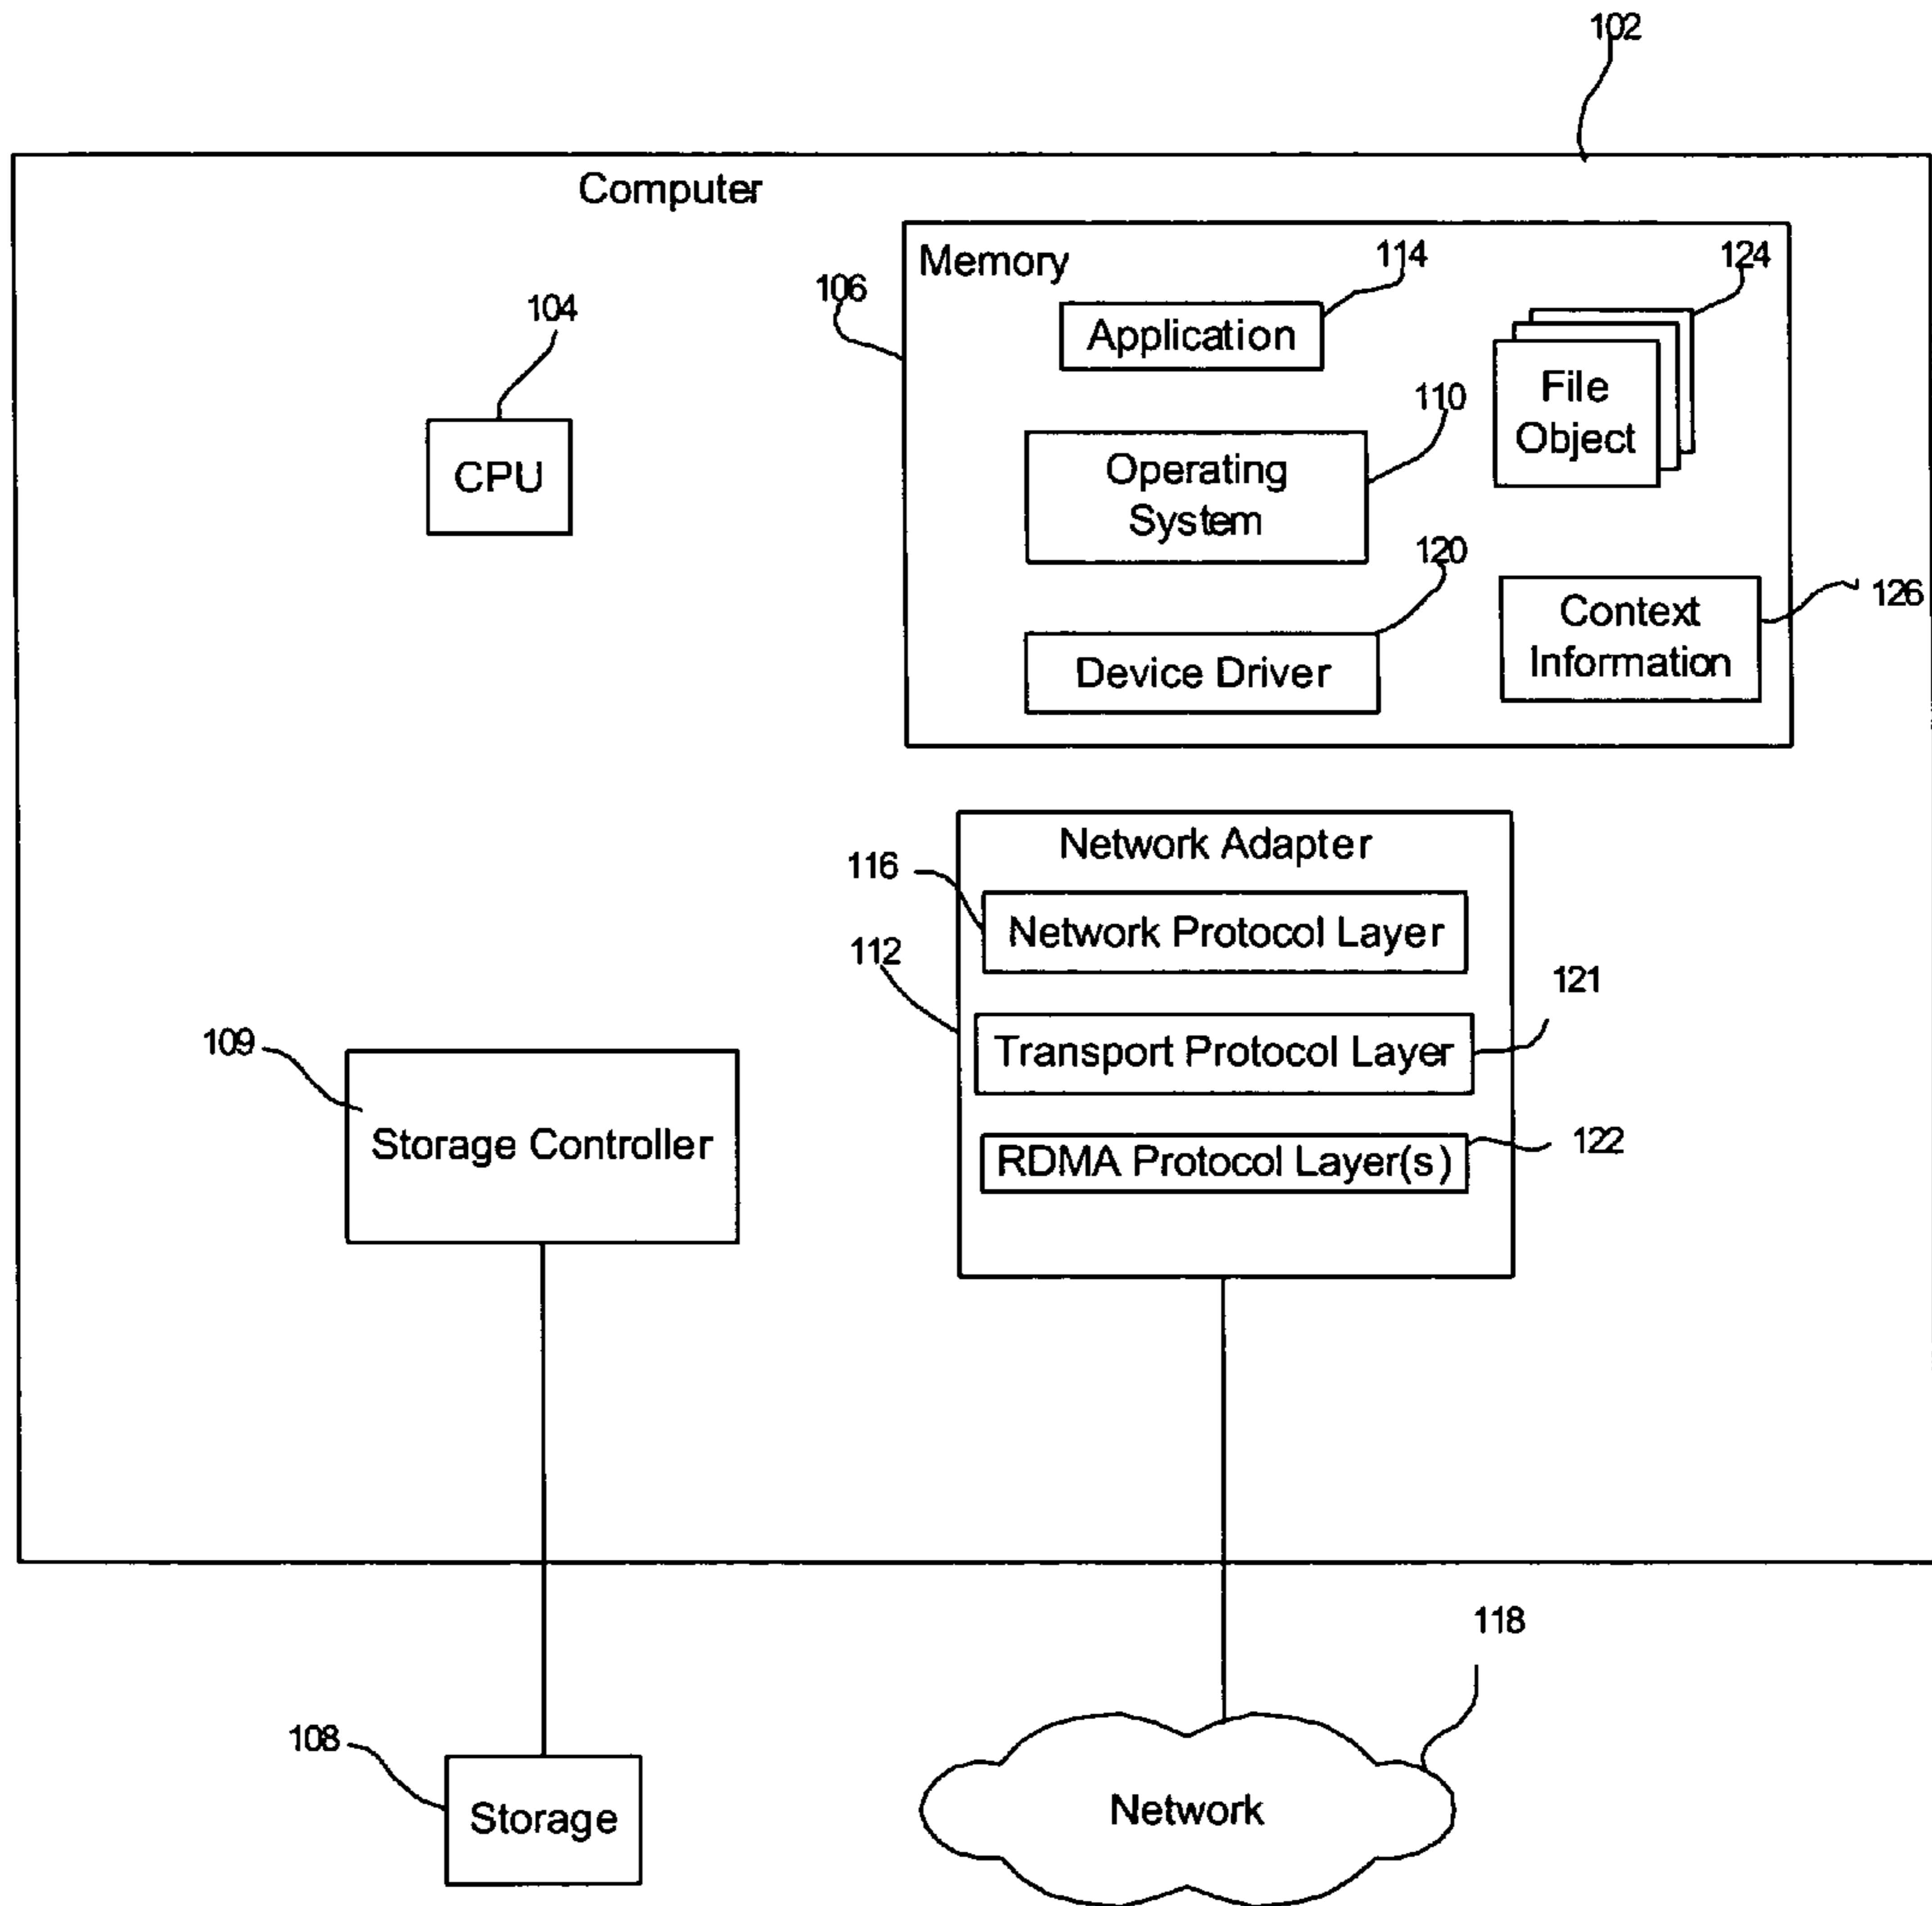 102
Computer
Memory
114
124
106
104
Application
File
Object
110
CPU
Operating
System
120
126
Context
Information
Device Driver
Network Adapter
116
Network Protocol Layer
112
121
109
Transport Protocol Layer
Storage Controller
122
RDMA Protocol Layer(s)
118
108
Storage
Network